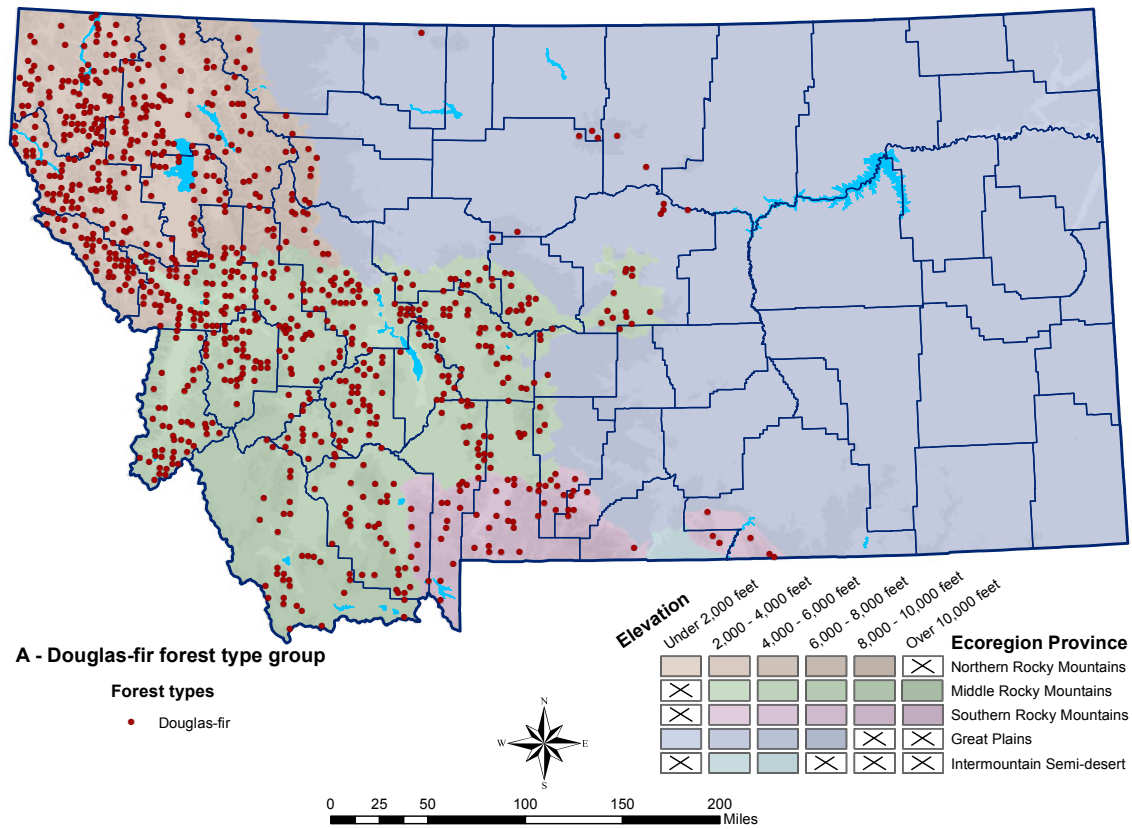 A - Douglas-fir forest type group
Forest types
Douglas-fir
N
W
E
S
0 25 50 100 150 200
Miles
Elevation
Under 2,000 feet
2,000 - 4,000 feet
4,000 - 6,000 feet
6,000 - 8,000 feet
8,000 - 10,000 feet
Over 10,000 feet
Ecoregion Province
Northern Rocky Mountains
Middle Rocky Mountains
Southern Rocky Mountains
Great Plains
Intermountain Semi-desert